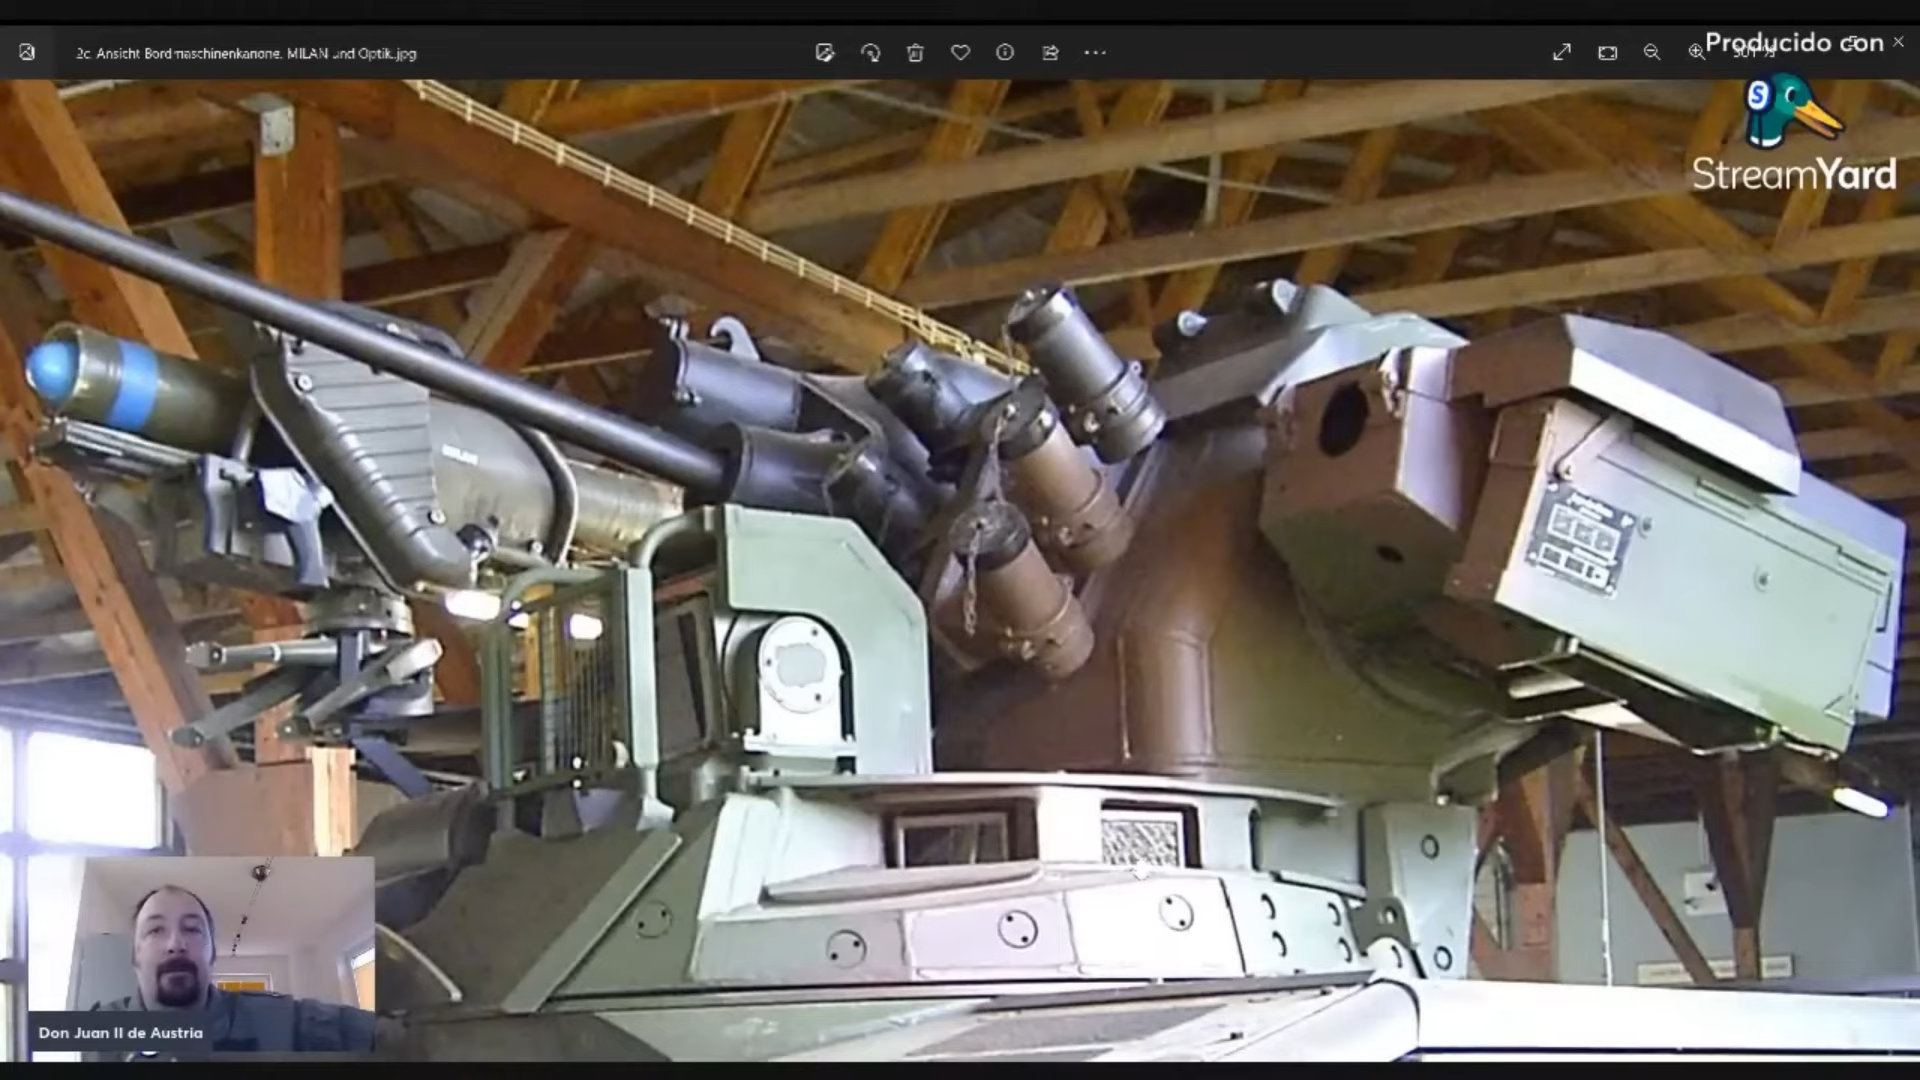 2c. Ansicht Bordmaschinenkanone, MILAN und Optik.jpg
Producido con
StreamYard
MILAN
Don Juan II de Austria